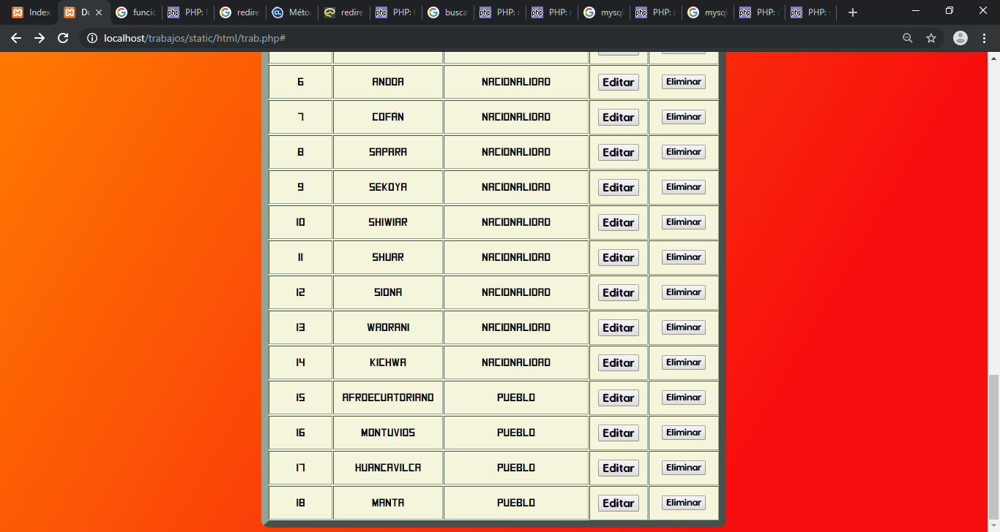 Index
Do
funcio
PHP: F
redire
Méto
redire
PHP: 
busca
PHP: r
PHP: r
mysql
PHP: r
mysql
PHP: r
PHP: r
localhost/trabajos/static/html/trab.php#
6 ANDOA NACIONALIDAD Editar Eliminar
7 COFÁN NACIONALIDAD Editar Eliminar
8 SAPARA NACIONALIDAD Editar Eliminar
9 SEKOYA NACIONALIDAD Editar Eliminar
10 SHIWIAR NACIONALIDAD Editar Eliminar
11 SHUAR NACIONALIDAD Editar Eliminar
12 SIONA NACIONALIDAD Editar Eliminar
13 WAORANI NACIONALIDAD Editar Eliminar
14 KICHWA NACIONALIDAD Editar Eliminar
15 AFROECUATORIANO PUEBLO Editar Eliminar
16 MONTUVIOS PUEBLO Editar Eliminar
17 HUANCAVILCA PUEBLO Editar Eliminar
18 MANTA PUEBLO Editar Eliminar